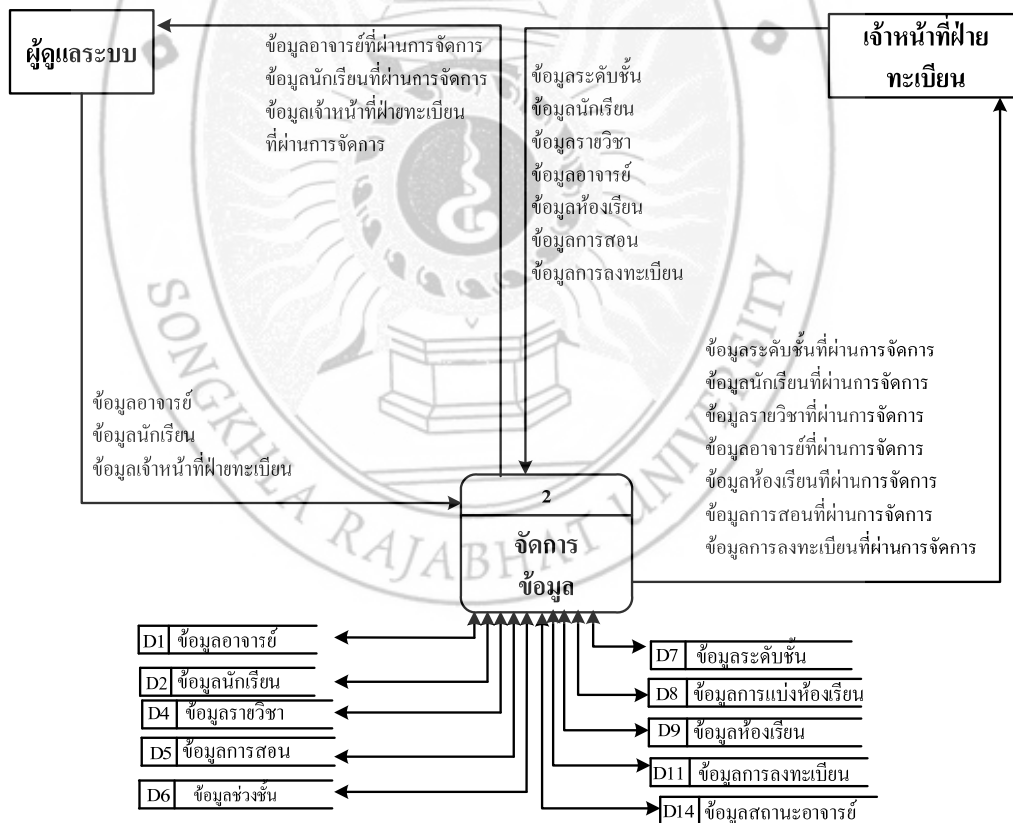 ผู้ดูแลระบบ
ข้อมูลอาจารย์ที่ผ่านการจัดการ
ข้อมูลนักเรียนที่ผ่านการจัดการ
ข้อมูลเจ้าหน้าที่ฝ่ายทะเบียน
ที่ผ่านการจัดการ
ข้อมูลระดับชั้น
ข้อมูลนักเรียน
ข้อมูลรายวิชา
ข้อมูลอาจารย์
ข้อมูลห้องเรียน
ข้อมูลการสอน
ข้อมูลการลงทะเบียน
เจ้าหน้าที่ฝ่าย
ทะเบียน
ข้อมูลอาจารย์
ข้อมูลนักเรียน
ข้อมูลเจ้าหน้าที่ฝ่ายทะเบียน
ข้อมูลระดับชั้นที่ผ่านการจัดการ
ข้อมูลนักเรียนที่ผ่านการจัดการ
ข้อมูลรายวิชาที่ผ่านการจัดการ
ข้อมูลอาจารย์ที่ผ่านการจัดการ
ข้อมูลห้องเรียนที่ผ่านการจัดการ
ข้อมูลการสอนที่ผ่านการจัดการ
ข้อมูลการลงทะเบียนที่ผ่านการจัดการ
SONGKHLA RAJABHAT UNIVERSITY
2
จัดการ
ข้อมูล
D1 ข้อมูลอาจารย์
D2 ข้อมูลนักเรียน
D4 ข้อมูลรายวิชา
D5 ข้อมูลการสอน
D6 ข้อมูลช่วงชั้น
D7 ข้อมูลระดับชั้น
D8 ข้อมูลการแบ่งห้องเรียน
D9 ข้อมูลห้องเรียน
D11 ข้อมูลการลงทะเบียน
D14 ข้อมูลสถานะอาจารย์